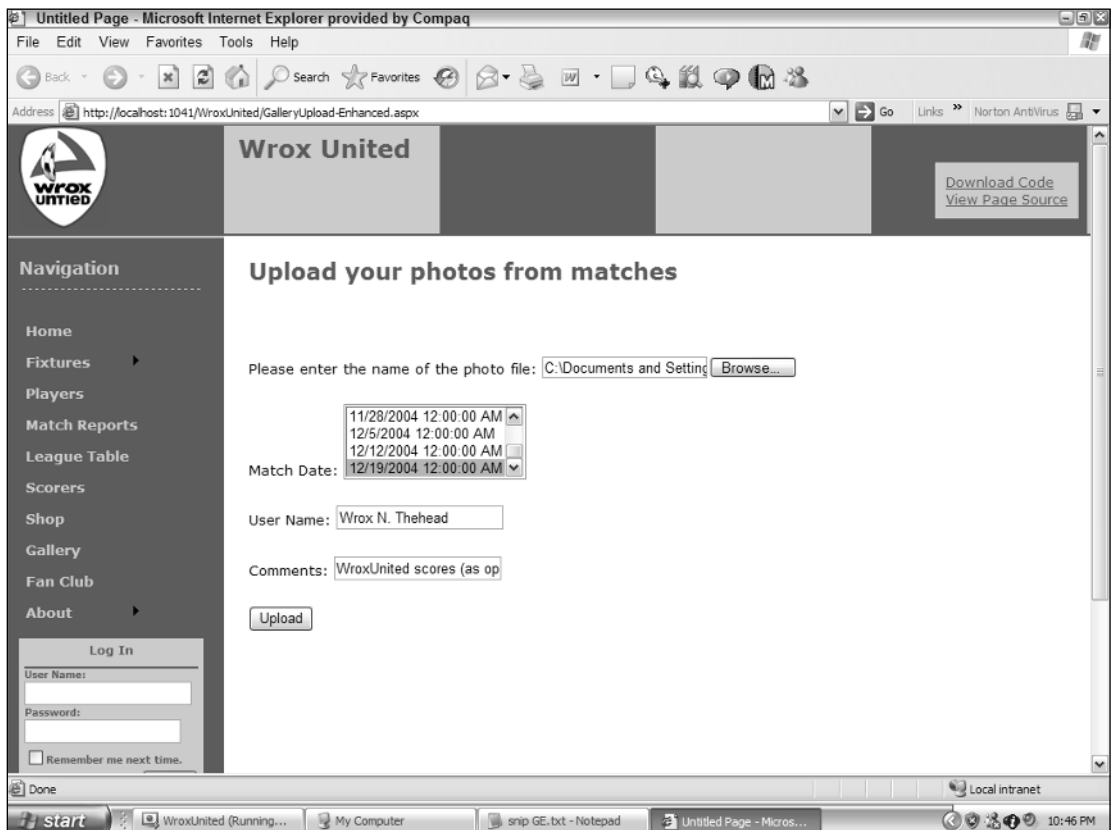 Untitled Page - Microsoft Internet Explorer provided by Compaq
File Edit View Favorites Tools Help
Back Search Favorites
Address http://localhost:1041/WroxUnited/GalleryUpload-Enhanced.aspx Go Links » Norton AntiVirus
wrox
UNTIED
Wrox United
Download Code
View Page Source
Navigation
Home
Fixtures
Players
Match Reports
League Table
Scorers
Shop
Gallery
Fan Club
About
Log In
User Name:
Password:
Remember me next time.
Upload your photos from matches
Please enter the name of the photo file: C:\Documents and Setting Browse...
11/28/2004 12:00:00 AM
12/5/2004 12:00:00 AM
12/12/2004 12:00:00 AM
Match Date: 12/19/2004 12:00:00 AM
User Name: Wrox N. Thehead
Comments: WroxUnited scores (as op
Upload
Done Local intranet
start WroxUnited (Running... My Computer snip GE.txt - Notepad Untitled Page - Micros... 10:46 PM